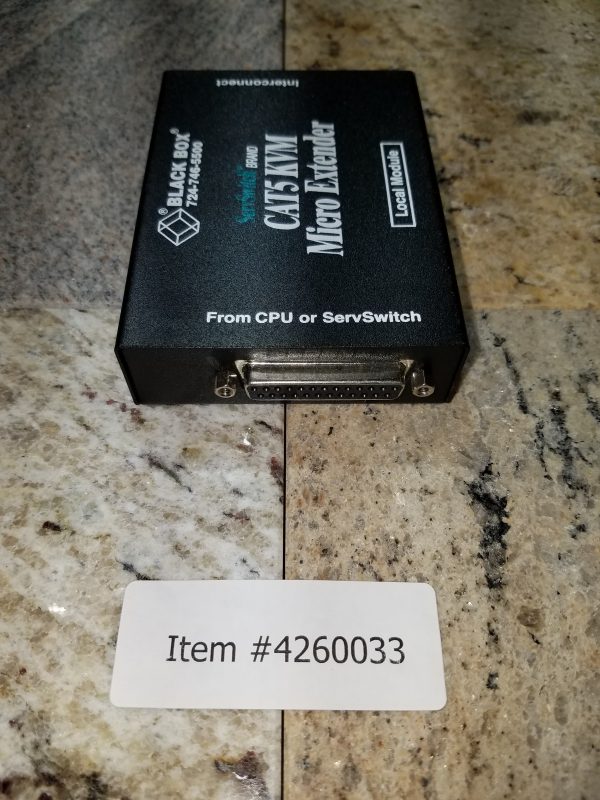 Interconnect
® BLACK BOX®
724-746-5500
ServSwitch™ BRAND
CAT5 KVM
Micro Extender
Local Module
From CPU or ServSwitch
Item #4260033